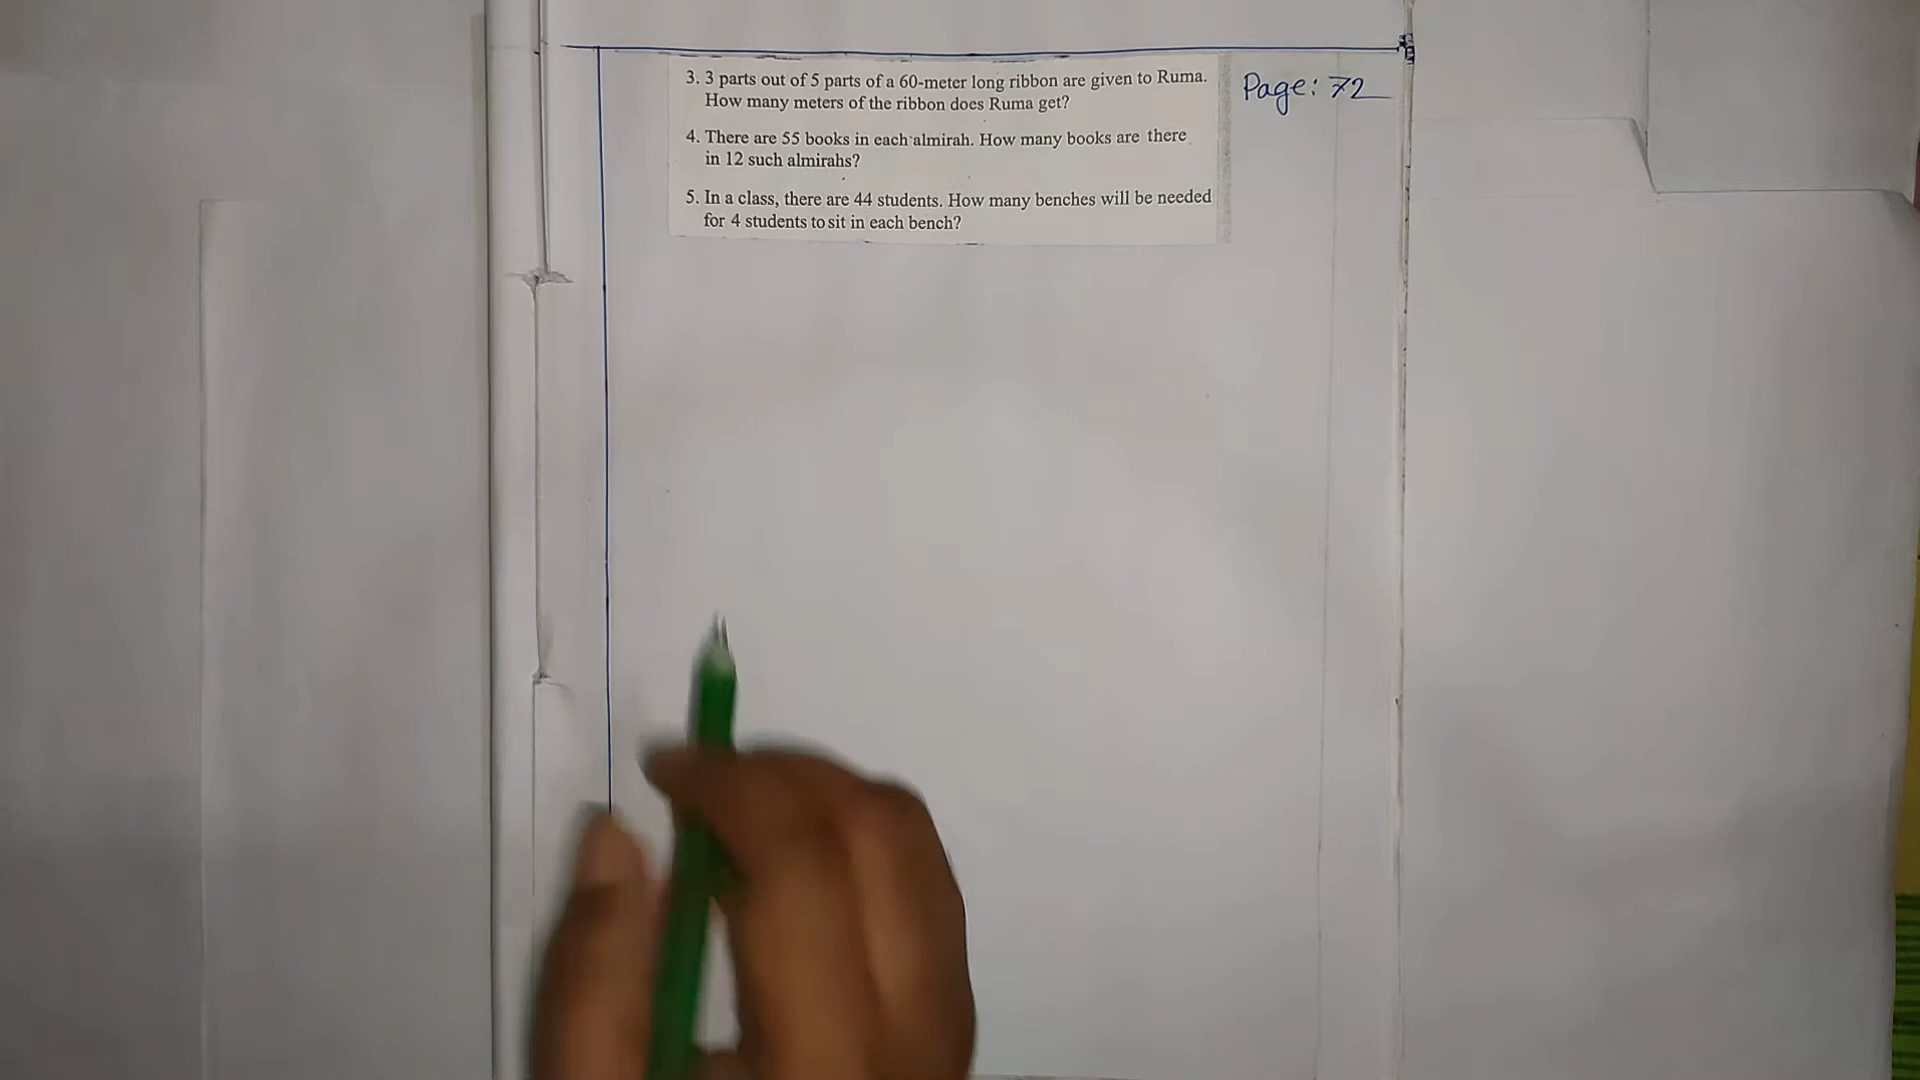 3. 3 parts out of 5 parts of a 60-meter long ribbon are given to Ruma.
How many meters of the ribbon does Ruma get?
Page: 72
4. There are 55 books in each almirah. How many books are there
in 12 such almirahs?
5. In a class, there are 44 students. How many benches will be needed
for 4 students to sit in each bench?